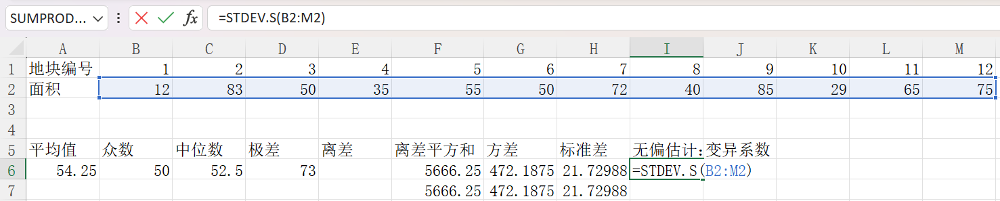 SUMPROD... fx =STDEV.S(B2:M2)
A B C D E F G H I J K L M
1 地块编号 1 2 3 4 5 6 7 8 9 10 11 12
2 面积 12 83 50 35 55 50 72 40 85 29 65 75
3
4
5 平均值 众数 中位数 极差 离差 离差平方和 方差 标准差 无偏估计: 变异系数
6 54.25 50 52.5 73 5666.25 472.1875 21.72988 =STDEV.S(B2:M2)
7 5666.25 472.1875 21.72988